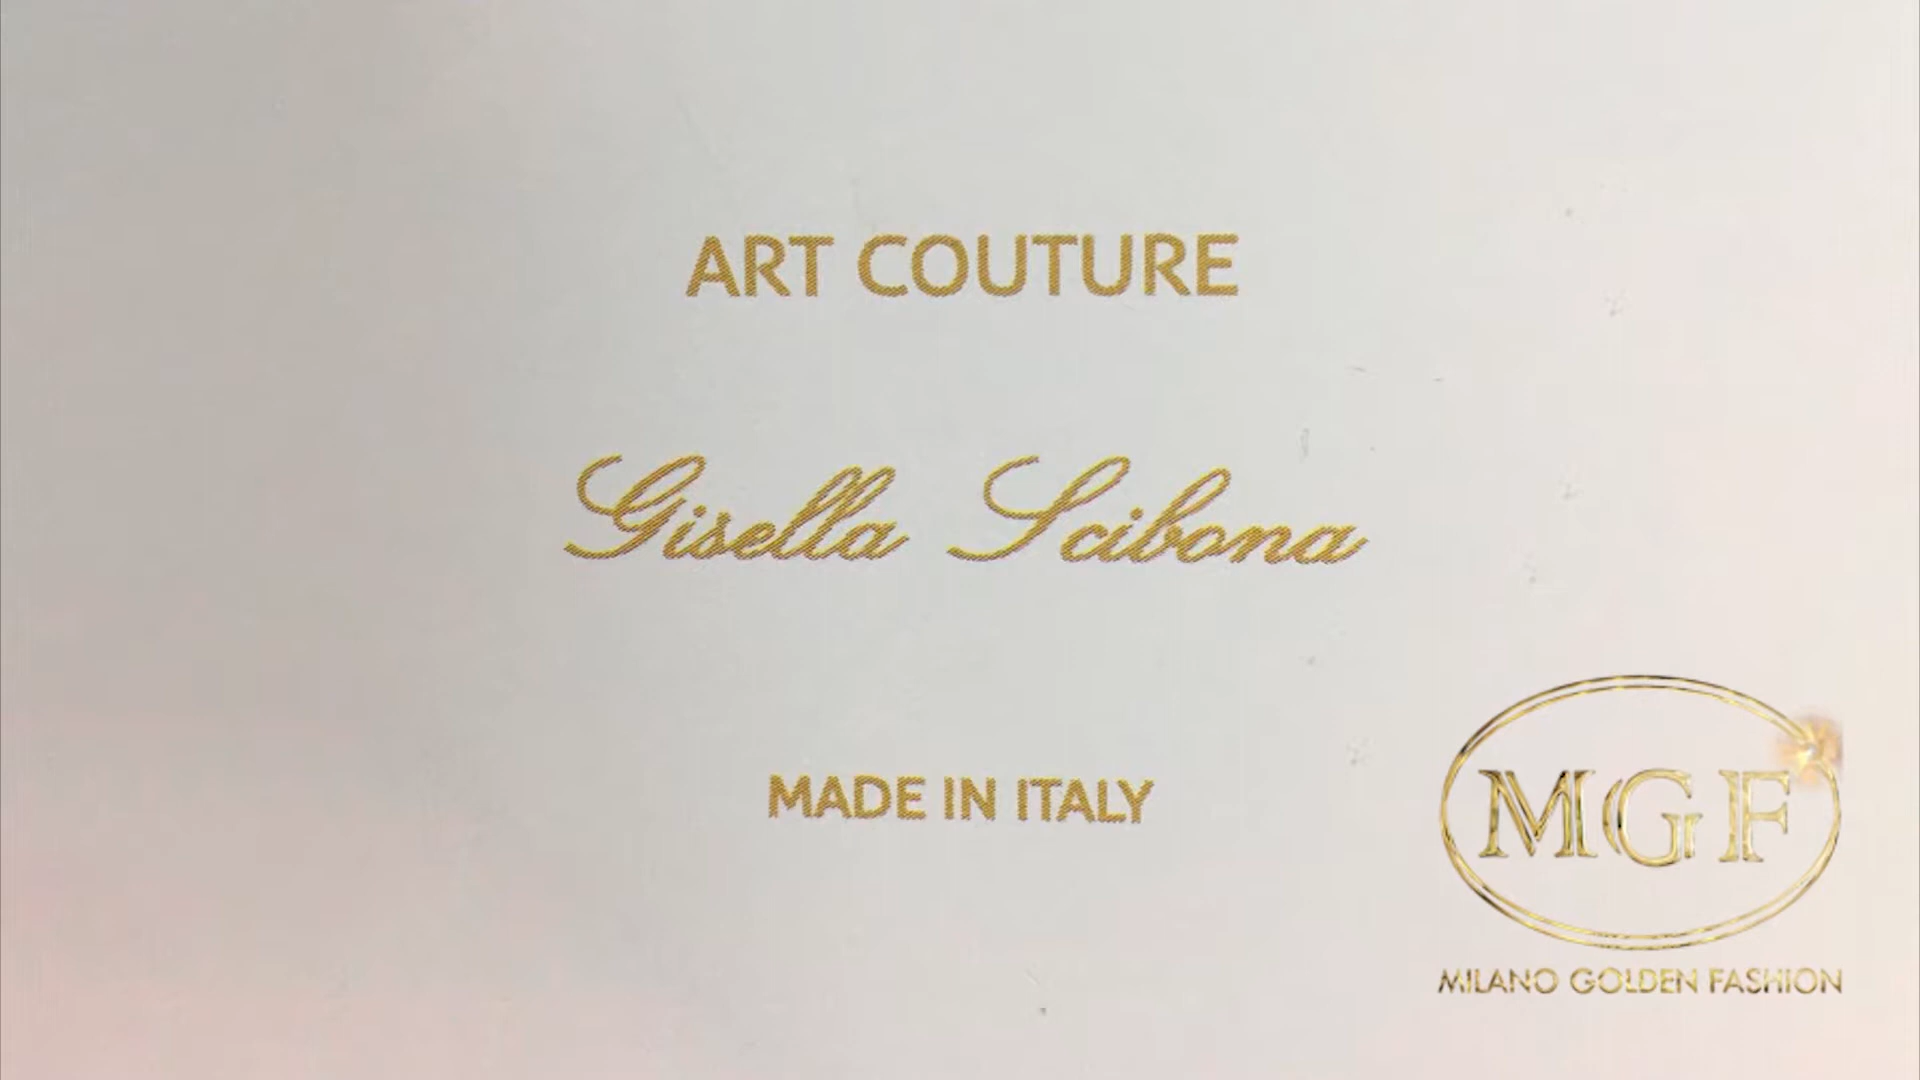 ART COUTURE
Gisella Scibona
MADE IN ITALY
MGF
MILANO GOLDEN FASHION